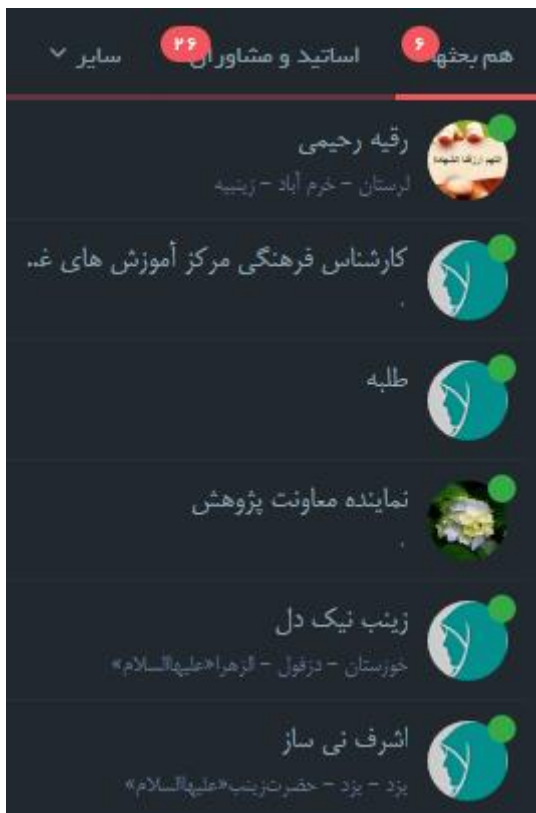 هم بحثها ۶
اساتید و مشاوران ۲۶
سایر
رقیه رحیمی
لرستان - خرم آباد - زینبیه
کارشناس فرهنگی مرکز آموزش های غ..
.
طلبه
نماینده معاونت پژوهش
.
زینب نیک دل
خوزستان - دزفول - الزهرا«علیهاالسلام»
اشرف نی ساز
یزد - یزد - حضرت‌زینب«علیهاالسلام»